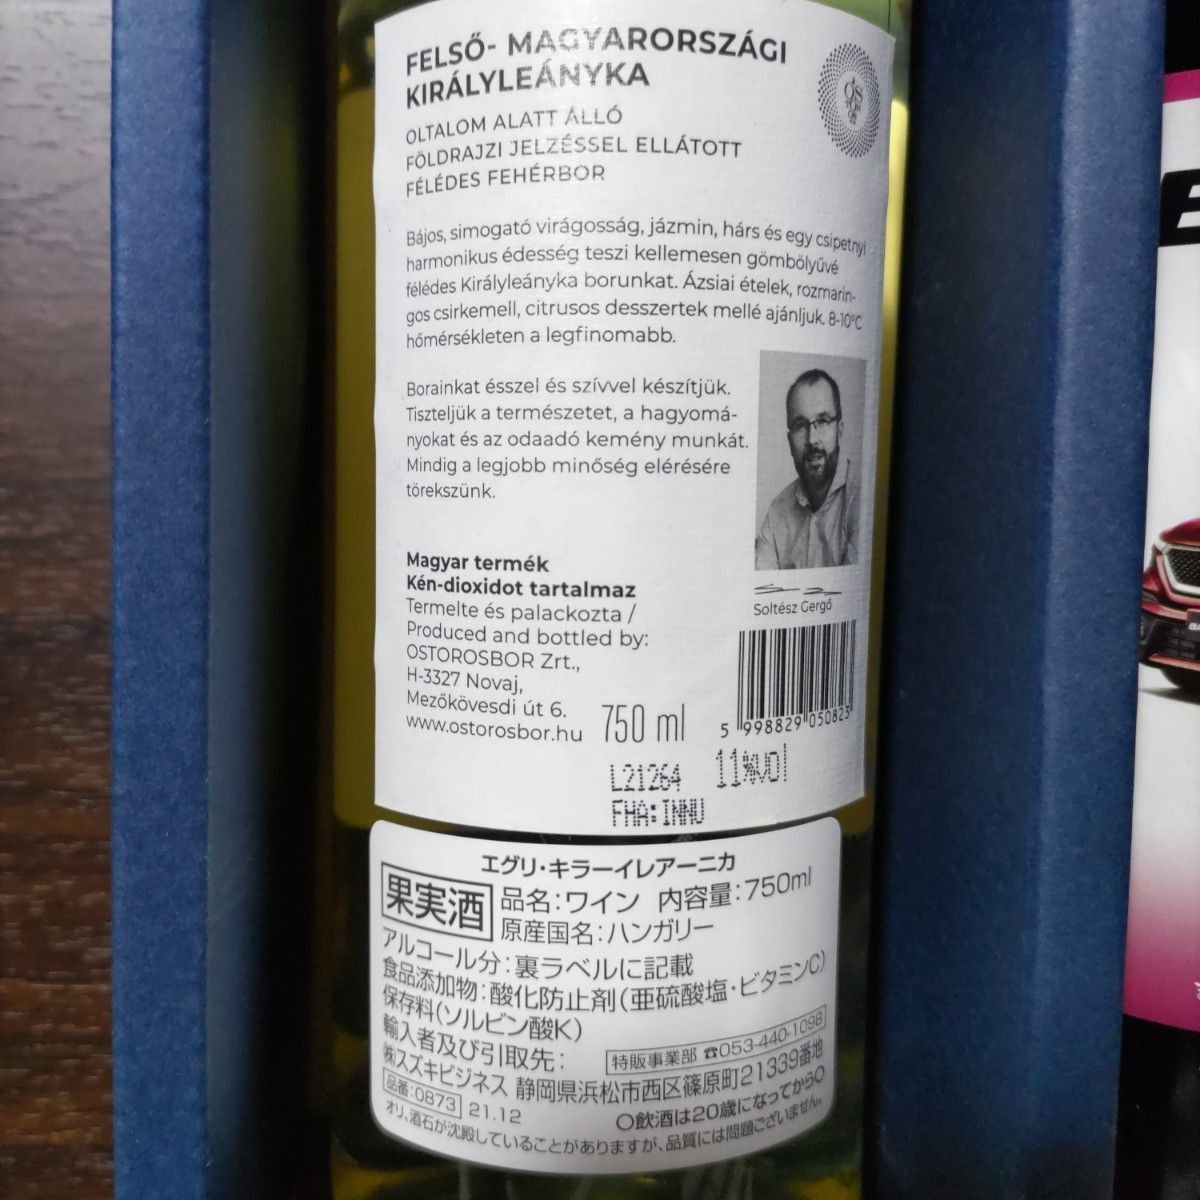 FELSŐ- MAGYARORSZÁGI
KIRÁLYLEÁNYKA
OLTALOM ALATT ÁLLÓ
FÖLDRAJZI JELZÉSSEL ELLÁTOTT
FÉLÉDES FEHÉRBOR
Bájos, simogató virágosság, jázmin, hárs és egy csipetnyi
harmonikus édesség teszi kellemesen gömbölyűvé
félédes Királyleányka borunkat. Ázsiai ételek, rozmarin-
gos csirkemell, citrusos desszertek mellé ajánljuk. 8-10°C
hőmérsékleten a legfinomabb.
Borainkat ésszel és szívvel készítjük.
Tiszteljük a természetet, a hagyomá-
nyokat és az odaadó kemény munkát.
Mindig a legjobb minőség elérésére
törekszünk.
Soltész Gergő
Magyar termék
Kén-dioxidot tartalmaz
Termelte és palackozta /
Produced and bottled by:
OSTOROSBOR Zrt.,
H-3327 Novaj,
Mezőkövesdi út 6.
www.ostorosbor.hu
750 ml
5 998829 050823
L21264 11%vol
FHA:INNU
エグリ・キラーイレアーニカ
果実酒
品名:ワイン 内容量:750ml
原産国名:ハンガリー
アルコール分:裏ラベルに記載
食品添加物:酸化防止剤(亜硫酸塩・ビタミンC)
保存料(ソルビン酸K)
輸入者及び引取先: 特販事業部 ☎053-440-1098
㈱スズキビジネス 静岡県浜松市西区篠原町21339番地
品番:0873 21.12 〇飲酒は20歳になってから〇
オリ、酒石が沈殿していることがありますが、品質には問題ございません。